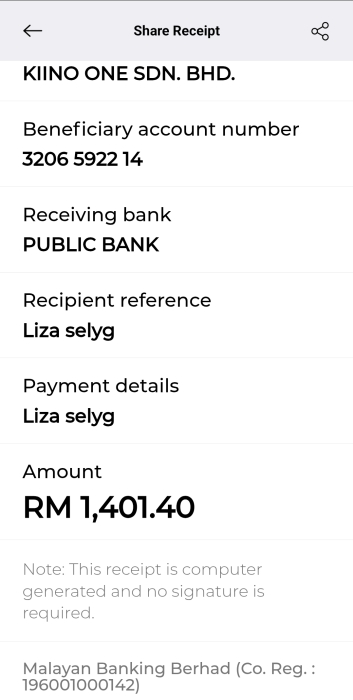 Share Receipt
KIINO ONE SDN. BHD.
Beneficiary account number
3206 5922 14
Receiving bank
PUBLIC BANK
Recipient reference
Liza selyg
Payment details
Liza selyg
Amount
RM 1,401.40
Note: This receipt is computer
generated and no signature is
required.
Malayan Banking Berhad (Co. Reg. :
196001000142)